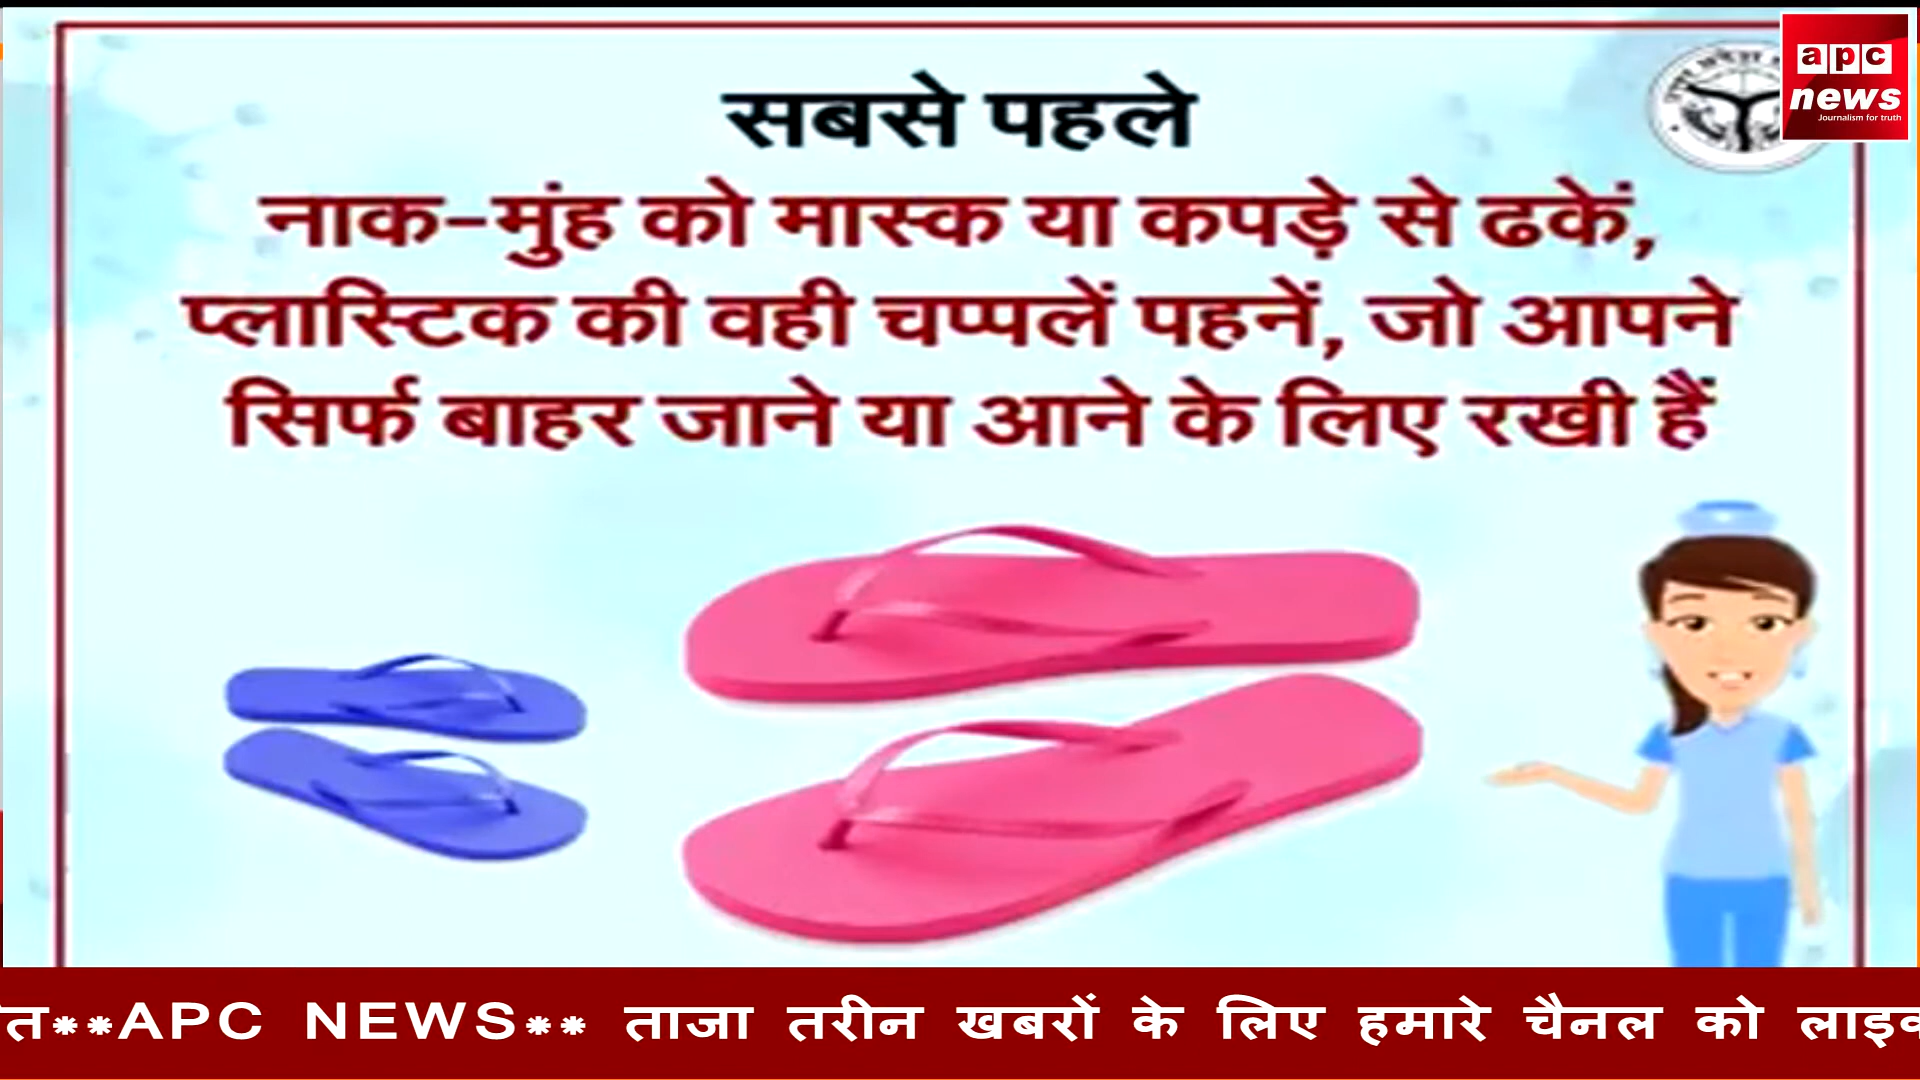 सबसे पहले
नाक-मुंह को मास्क या कपड़े से ढकें,
प्लास्टिक की वही चप्पलें पहनें, जो आपने
सिर्फ बाहर जाने या आने के लिए रखी हैं
apc
news
Journalism for truth
**APC NEWS** ताजा तरीन खबरों के लिए हमारे चैनल को